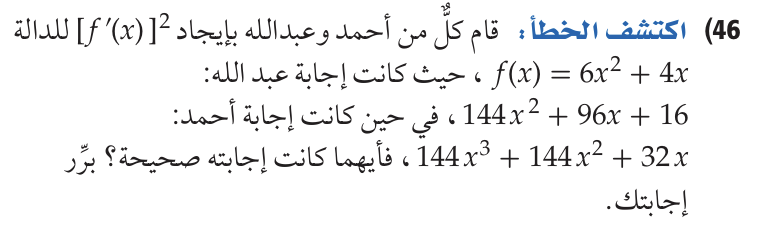 46) اكتشف الخطأ: قام كلٌّ من أحمد وعبدالله بإيجاد [f ′(x)]² للدالة
f(x) = 6x² + 4x ، حيث كانت إجابة عبد الله:
144x² + 96x + 16 ، في حين كانت إجابة أحمد:
144x³ + 144x² + 32x ، فأيهما كانت إجابته صحيحة؟ برِّر
إجابتك.